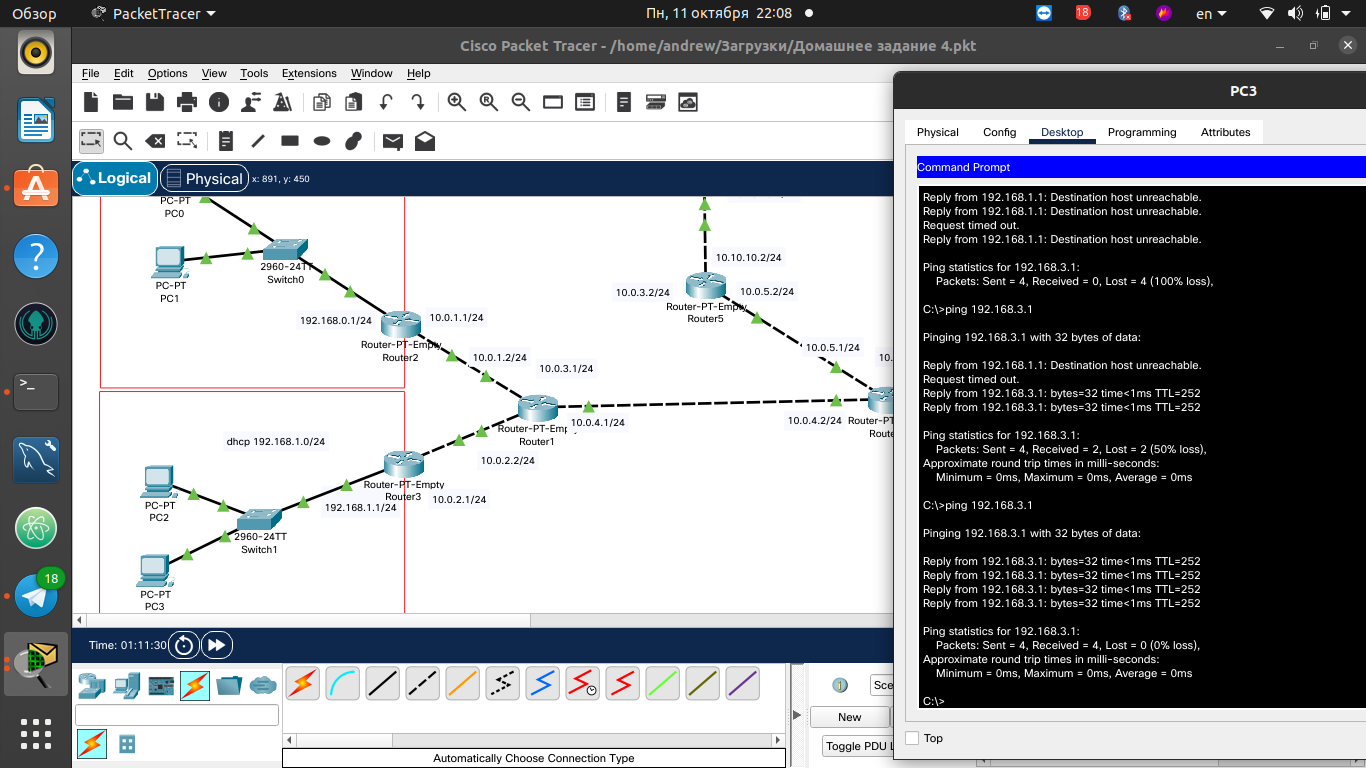 Обзор
PacketTracer
Пн, 11 октября 22:08
18
en
Cisco Packet Tracer - /home/andrew/Загрузки/Домашнее задание 4.pkt
File Edit Options View Tools Extensions Window Help
Logical
Physical
x: 891, y: 450
PC-PT
PC0
PC-PT
PC1
2960-24TT
Switch0
192.168.0.1/24
10.0.1.1/24
Router-PT-Empty
Router2
10.0.1.2/24
10.0.3.1/24
Router-PT-Emp
Router1
10.0.4.1/24
10.10.10.2/24
10.0.3.2/24
10.0.5.2/24
Router-PT-Empty
Router5
10.0.5.1/24
10.
10.0.4.2/24
Router-PT
Route
dhcp 192.168.1.0/24
10.0.2.2/24
Router-PT-Empty
Router3
10.0.2.1/24
192.168.1.1/24
PC-PT
PC2
2960-24TT
Switch1
PC-PT
PC3
18
Time: 01:11:30
Automatically Choose Connection Type
Sce
New
Toggle PDU L
PC3
Physical Config Desktop Programming Attributes
Command Prompt
Reply from 192.168.1.1: Destination host unreachable.
Reply from 192.168.1.1: Destination host unreachable.
Request timed out.
Reply from 192.168.1.1: Destination host unreachable.
Ping statistics for 192.168.3.1:
Packets: Sent = 4, Received = 0, Lost = 4 (100% loss),
C:\>ping 192.168.3.1
Pinging 192.168.3.1 with 32 bytes of data:
Reply from 192.168.1.1: Destination host unreachable.
Request timed out.
Reply from 192.168.3.1: bytes=32 time<1ms TTL=252
Reply from 192.168.3.1: bytes=32 time<1ms TTL=252
Ping statistics for 192.168.3.1:
Packets: Sent = 4, Received = 2, Lost = 2 (50% loss),
Approximate round trip times in milli-seconds:
Minimum = 0ms, Maximum = 0ms, Average = 0ms
C:\>ping 192.168.3.1
Pinging 192.168.3.1 with 32 bytes of data:
Reply from 192.168.3.1: bytes=32 time<1ms TTL=252
Reply from 192.168.3.1: bytes=32 time<1ms TTL=252
Reply from 192.168.3.1: bytes=32 time<1ms TTL=252
Reply from 192.168.3.1: bytes=32 time<1ms TTL=252
Ping statistics for 192.168.3.1:
Packets: Sent = 4, Received = 4, Lost = 0 (0% loss),
Approximate round trip times in milli-seconds:
Minimum = 0ms, Maximum = 0ms, Average = 0ms
C:\>
Top